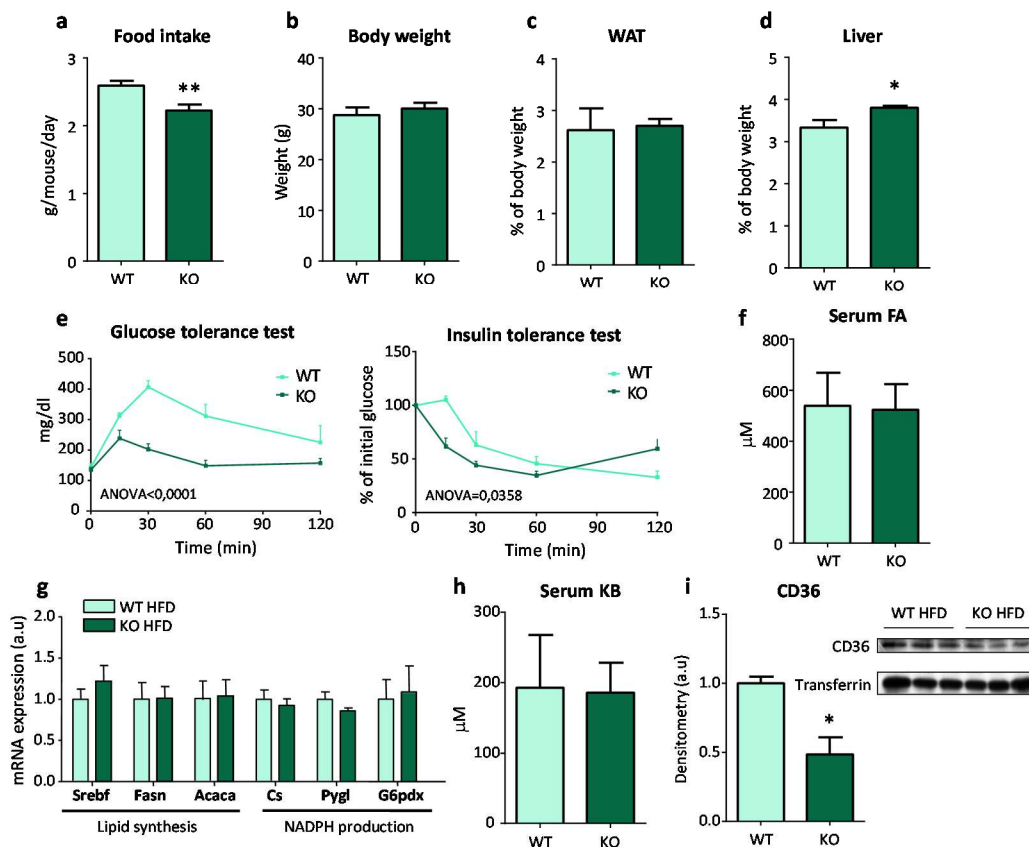 a
Food intake
g/mouse/day
3
2
1
0
**
WT
KO
b
Body weight
Weight (g)
40
30
20
10
0
WT
KO
c
WAT
% of body weight
4
3
2
1
0
WT
KO
d
Liver
% of body weight
5
4
3
2
1
0
*
WT
KO
e
Glucose tolerance test
mg/dl
500
400
300
200
100
0
WT
KO
ANOVA<0,0001
0
30
60
90
120
Time (min)
Insulin tolerance test
% of initial glucose
150
100
50
0
WT
KO
ANOVA=0,0358
0
30
60
90
120
Time (min)
f
Serum FA
µM
800
600
400
200
0
WT
KO
g
mRNA expression (a.u)
2.0
1.5
1.0
0.5
0.0
WT HFD
KO HFD
Srebf Fasn Acaca Cs Pygl G6pdx
Lipid synthesis NADPH production
h
Serum KB
µM
300
200
100
0
WT
KO
i
CD36
Densitometry (a.u)
1.5
1.0
0.5
0.0
*
WT
KO
WT HFD KO HFD
CD36
Transferrin